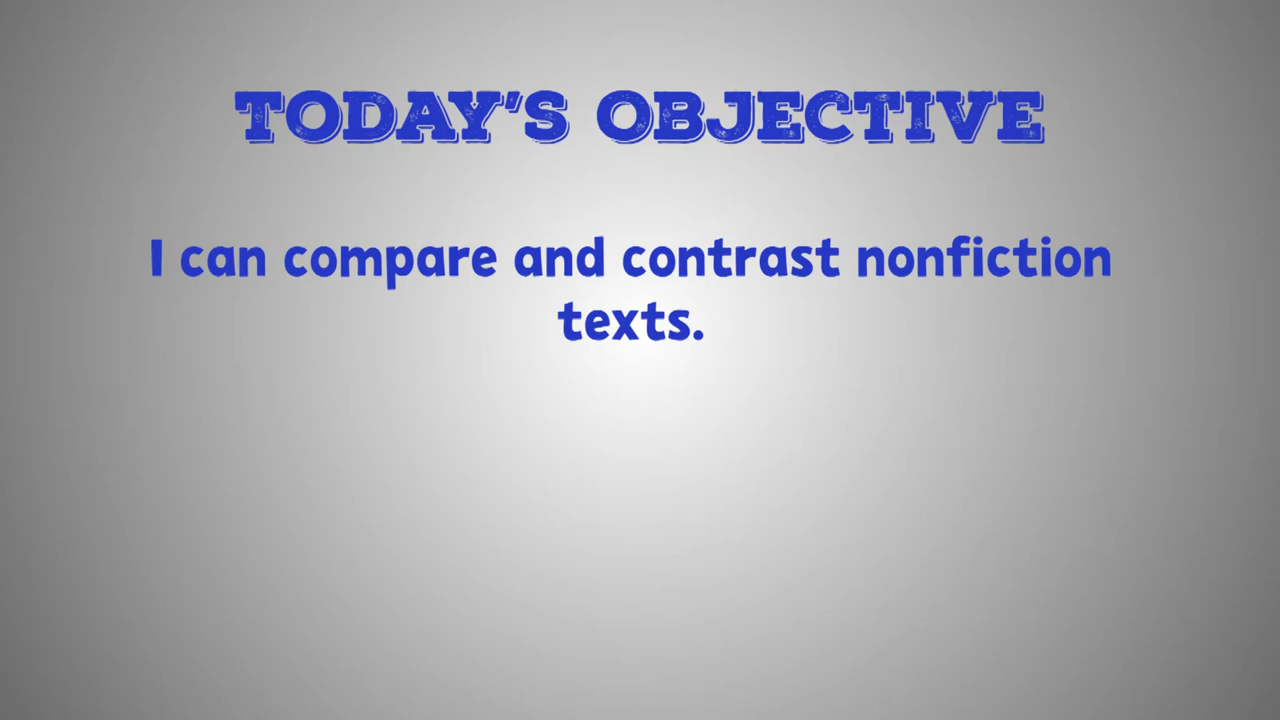 TODAY'S OBJECTIVE
I can compare and contrast nonfiction
texts.